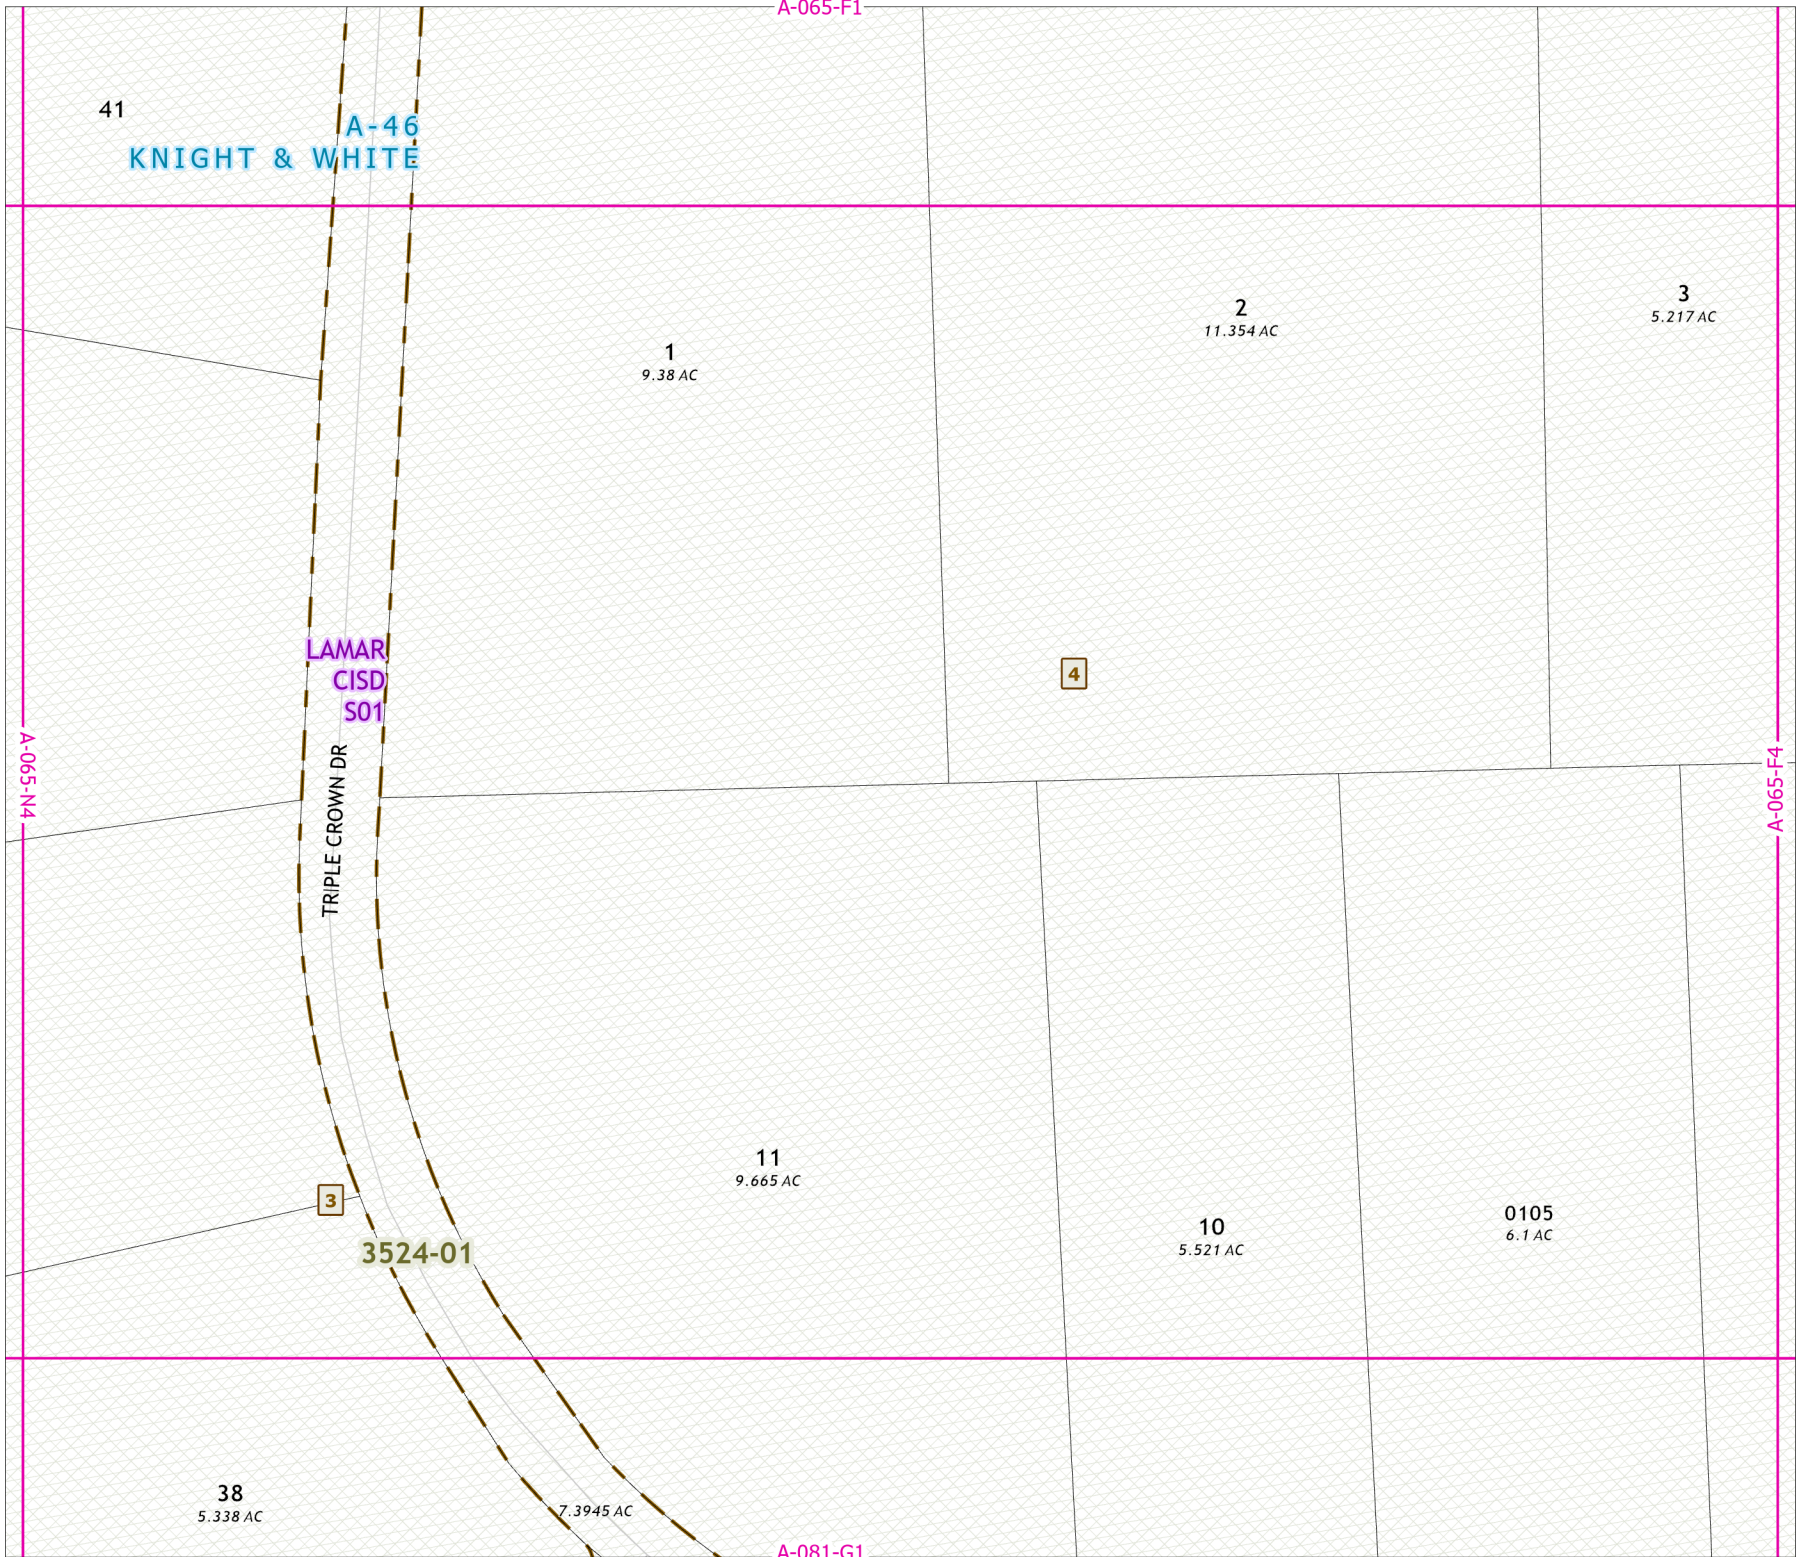 A-065-F1
41
A-46
KNIGHT & WHITE
3
5.217 AC
2
11.354 AC
1
9.38 AC
LAMAR
CISD
S01
4
A-065-N4
TRIPLE CROWN DR
A-065-F4
11
9.665 AC
3
10
5.521 AC
0105
6.1 AC
3524-01
38
5.338 AC
7.3945 AC
A-081-G1